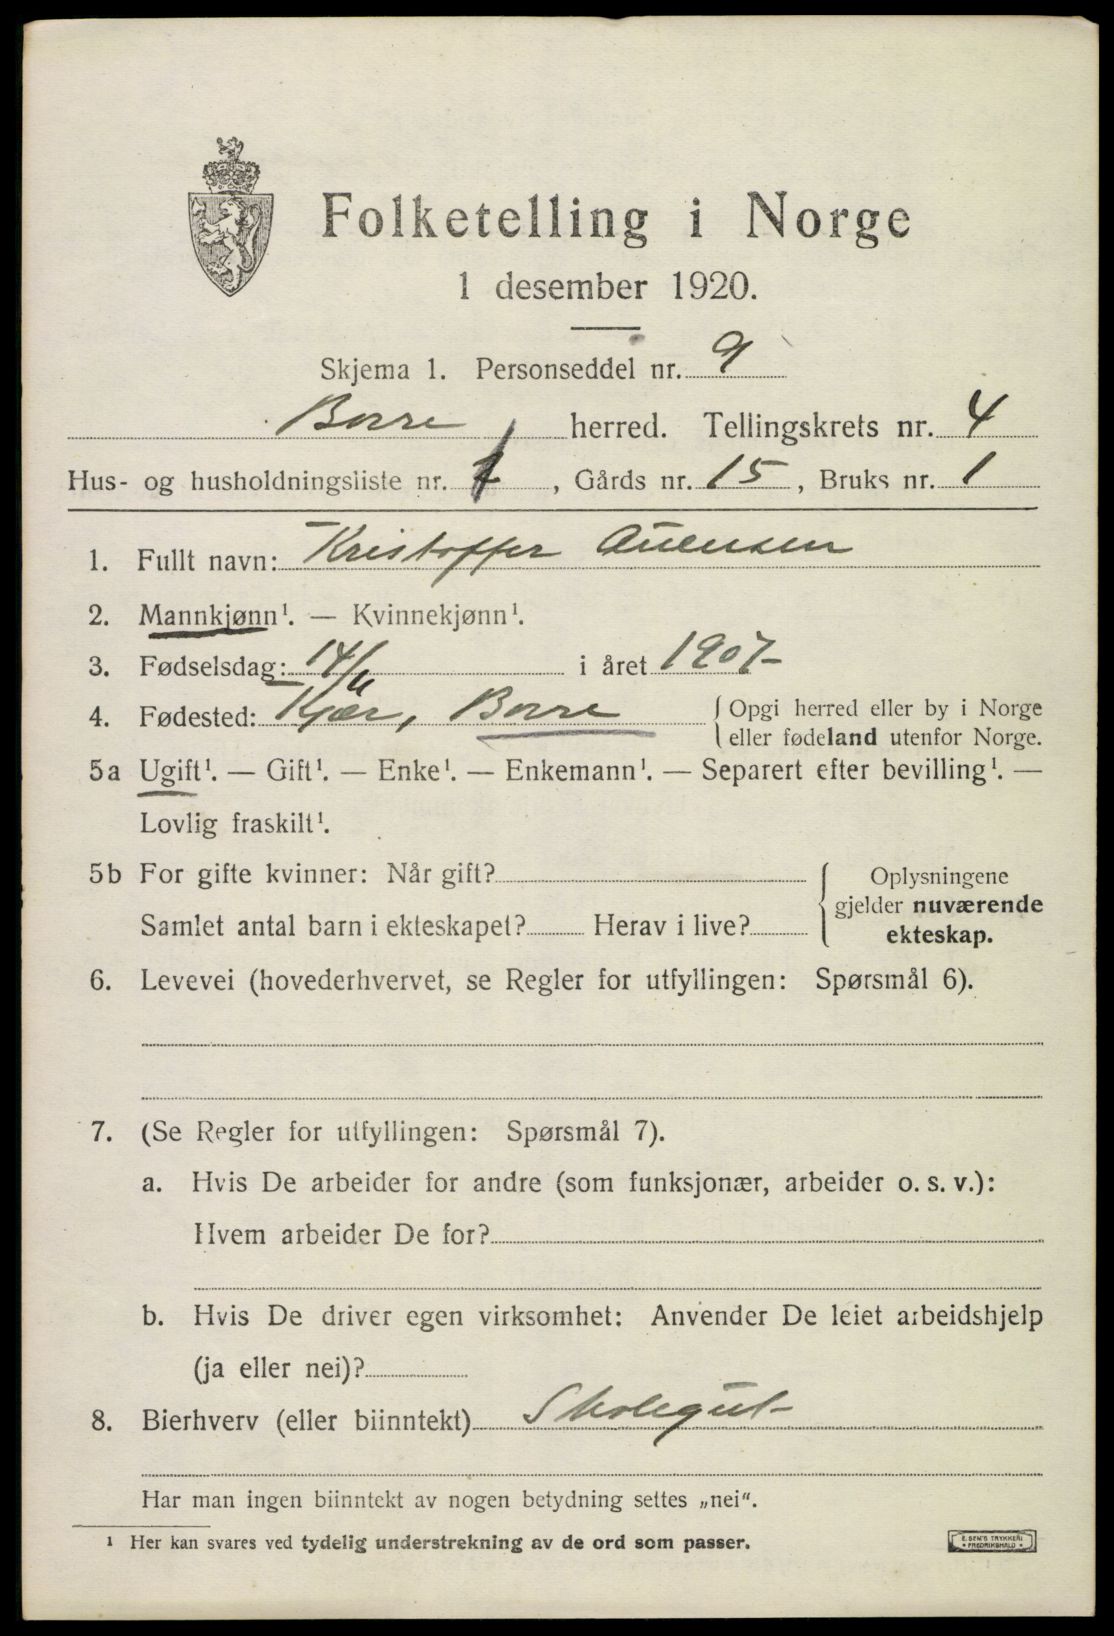 Folketelling i Norge
1 desember 1920.
Skjema 1. Personseddel nr. 9
Borre herred. Tellingskrets nr. 4
Hus- og husholdningsliste nr. 1, Gårds nr. 15, Bruks nr. 1
1. Fullt navn: Kristoffer
2. Mannkjønn¹. — Kvinnekjønn¹.
3. Fødselsdag: 14/ i året 1907
4. Fødested: Kjær, Borre { Opgi herred eller by i Norge
eller fødeland utenfor Norge.
5a Ugift¹. — Gift¹. — Enke¹. — Enkemann¹. — Separert efter bevilling¹. —
Lovlig fraskilt¹.
5b For gifte kvinner: Når gift?
Samlet antal barn i ekteskapet? Herav i live?
Oplysningene
gjelder nuværende
ekteskap.
6. Levevei (hovederhvervet, se Regler for utfyllingen: Spørsmål 6).
7. (Se Regler for utfyllingen: Spørsmål 7).
a. Hvis De arbeider for andre (som funksjonær, arbeider o. s. v.):
Hvem arbeider De for?
b. Hvis De driver egen virksomhet: Anvender De leiet arbeidshjelp
(ja eller nei)?
8. Bierhverv (eller biinntekt) Skolegut
Har man ingen biinntekt av nogen betydning settes „nei“.
¹ Her kan svares ved tydelig understrekning av de ord som passer.
E. SEM'S TRYKKERI
FREDRIKSHALD